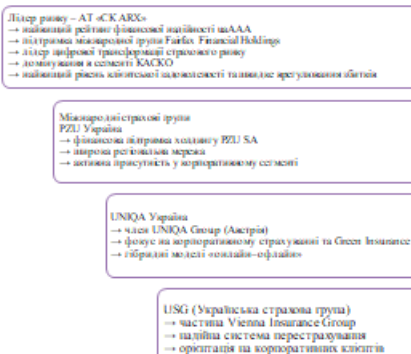 Лідер ринку – АТ «СК ARX»
→ найвищий рейтинг фінансової надійності uaAAA
→ підтримка міжнародної групи Fairfax Financial Holdings
→ лідер цифрової трансформації страхового ринку
→ домінування в сегменті КАСКО
→ найвищий рівень клієнтської задоволеності та швидке врегулювання збитків
Міжнародні страхові групи
PZU Україна
→ фінансова підтримка холдингу PZU SA
→ широка регіональна мережа
→ активна присутність у корпоративному сегменті
UNIQA Україна
→ член UNIQA Group (Австрія)
→ фокус на корпоративному страхуванні та Green Insurance
→ гібридні моделі «онлайн–офлайн»
USG (Українська страхова група)
→ частина Vienna Insurance Group
→ надійна система перестрахування
→ орієнтація на корпоративних клієнтів